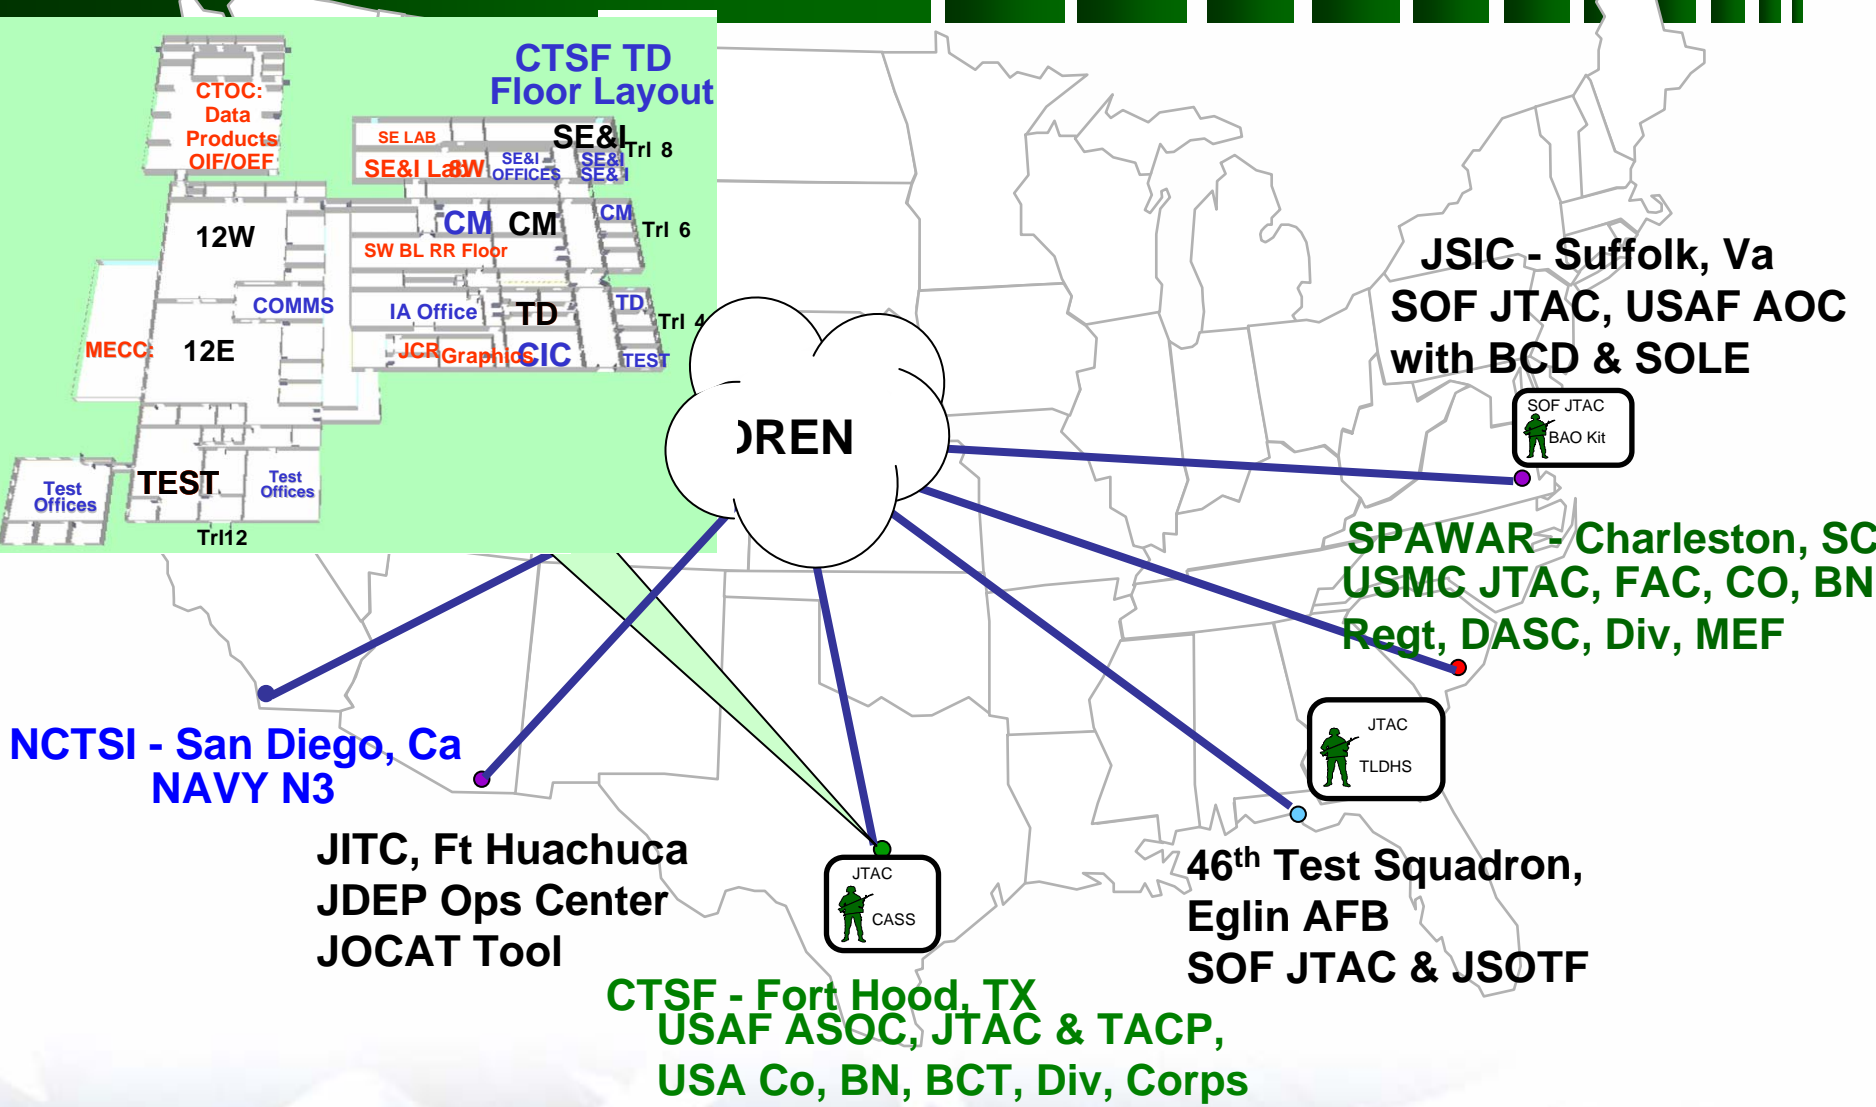 CTSF TD
Floor Layout
CTOC:
Data
Products
OIF/OEF
SE LAB
SE&I
Trl 8
SE&I Lab
SW
SE&I
OFFICES
SE&I
SE& I
12W
CM
CM
CM
Trl 6
SW BL RR Floor
COMMS
IA Office
TD
TD
Trl 4
MECC:
12E
JCR
Graphics
CIC
TEST
Test
Offices
TEST
Test
Offices
Trl12
DREN
JSIC - Suffolk, Va
SOF JTAC, USAF AOC
with BCD & SOLE
SOF JTAC
BAO Kit
SPAWAR - Charleston, SC
USMC JTAC, FAC, CO, BN
Regt, DASC, Div, MEF
JTAC
TLDHS
NCTSI - San Diego, Ca
NAVY N3
JITC, Ft Huachuca
JDEP Ops Center
JOCAT Tool
JTAC
CASS
46th Test Squadron,
Eglin AFB
SOF JTAC & JSOTF
CTSF - Fort Hood, TX
USAF ASOC, JTAC & TACP,
USA Co, BN, BCT, Div, Corps